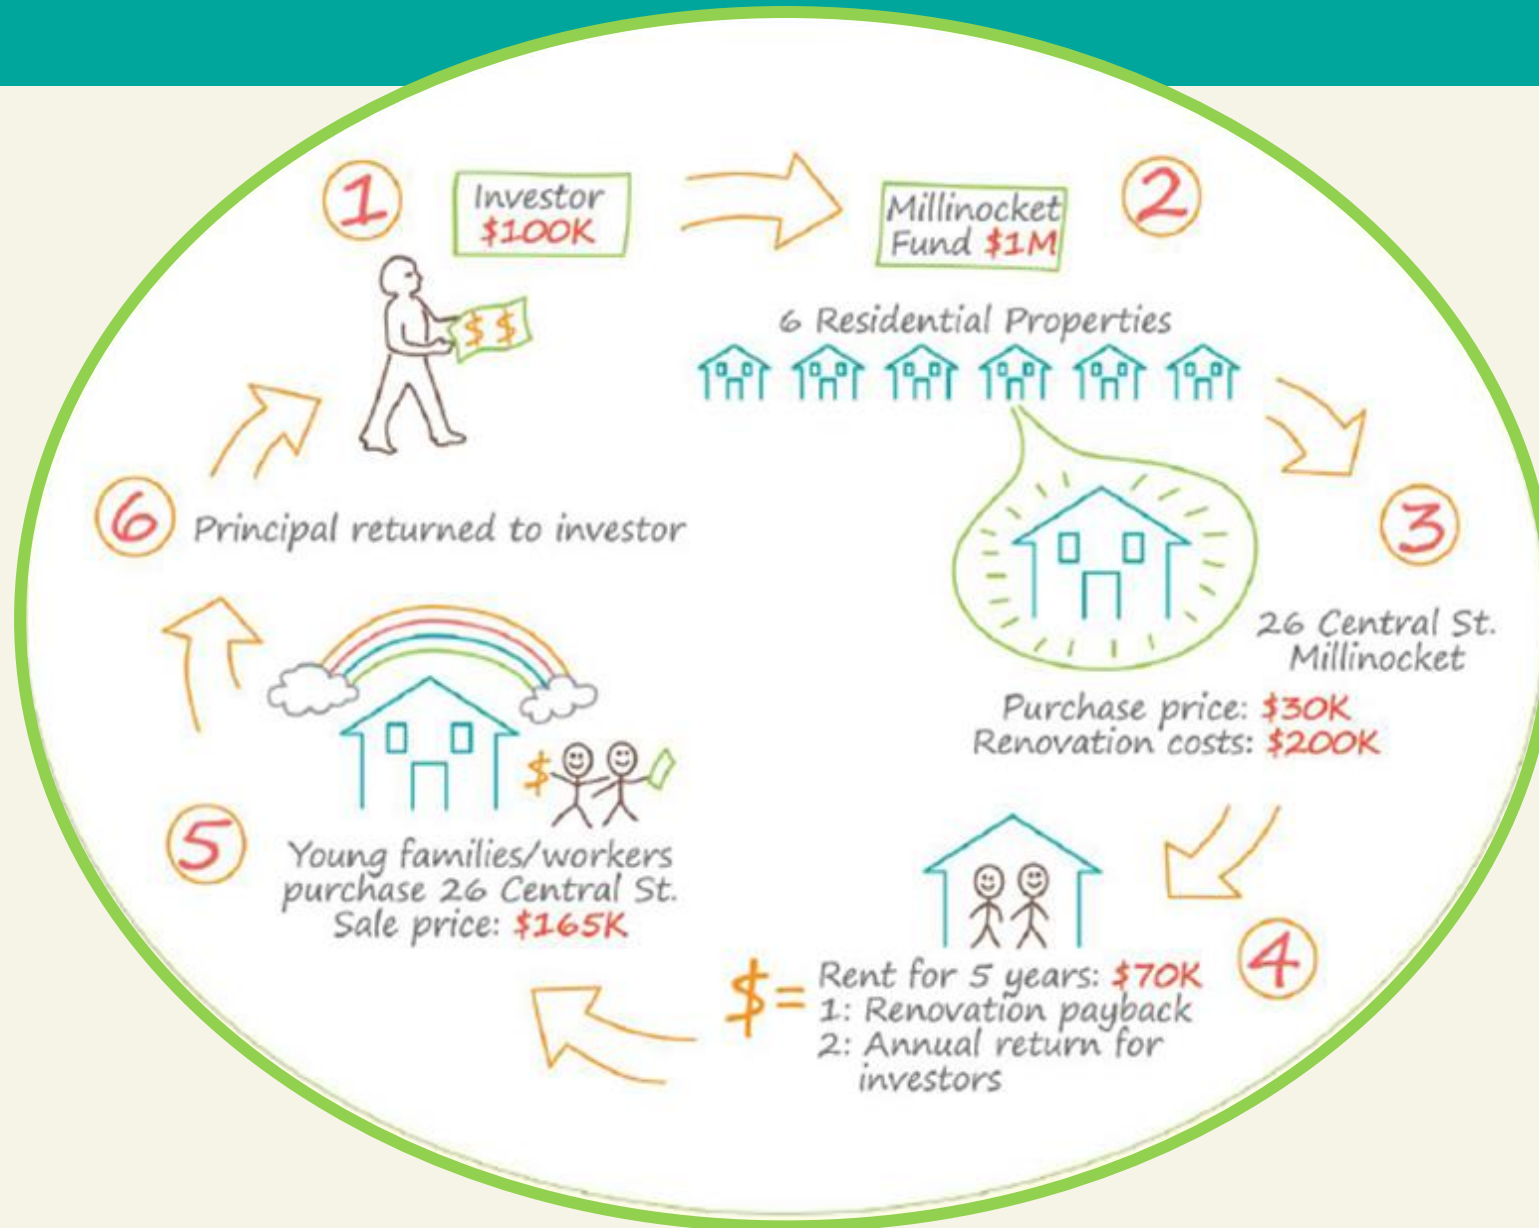 1
Investor
$100K
Millinocket
Fund $1M
2
6 Residential Properties
$ $
3
26 Central St.
Millinocket
Purchase price: $30K
Renovation costs: $200K
4
$= Rent for 5 years: $70K
1: Renovation payback
2: Annual return for
investors
5
$
Young families/workers
purchase 26 Central St.
Sale price: $165K
6
Principal returned to investor